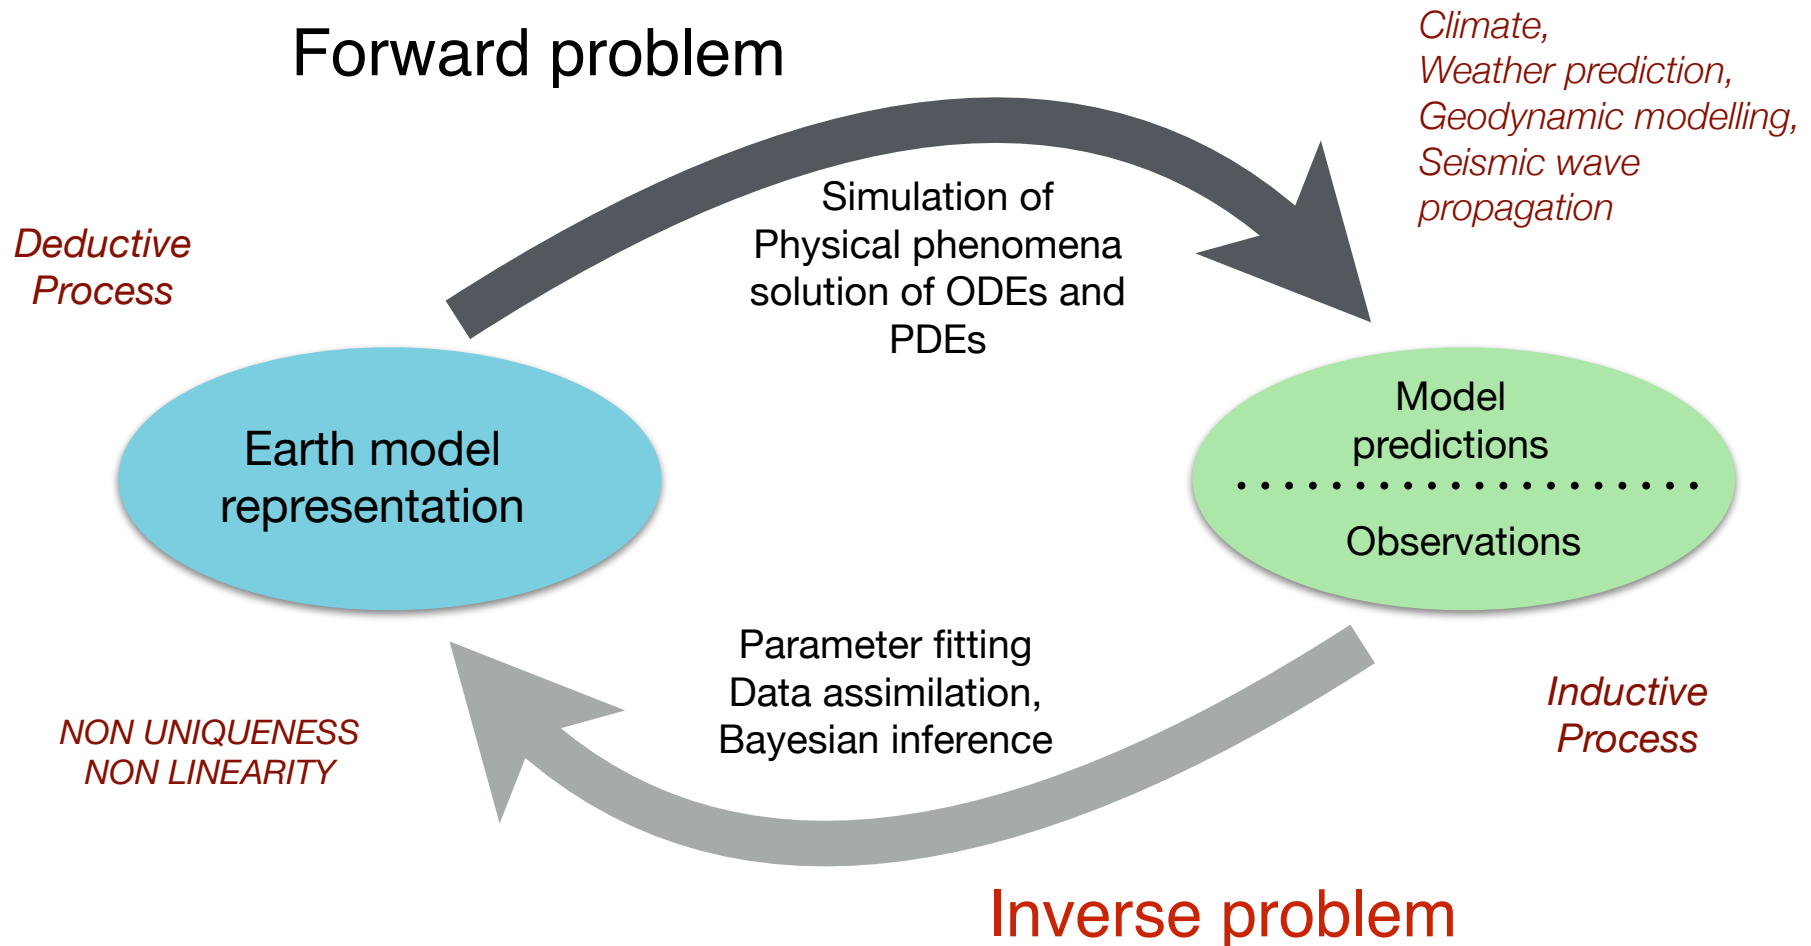 Forward problem
Climate,
Weather prediction,
Geodynamic modelling,
Seismic wave
propagation
Deductive
Process
Simulation of
Physical phenomena
solution of ODEs and
PDEs
Earth model
representation
Model
predictions
Observations
Parameter fitting
Data assimilation,
Bayesian inference
NON UNIQUENESS
NON LINEARITY
Inductive
Process
Inverse problem